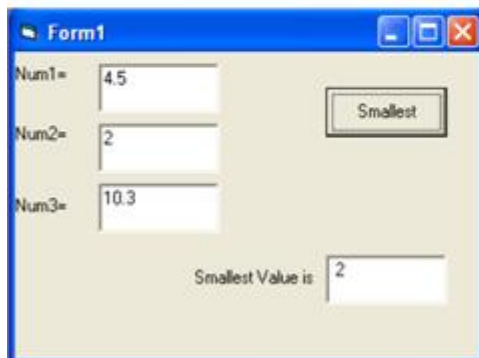 Form1
Num1= 4.5
Smallest
Num2= 2
Num3= 10.3
Smallest Value is 2